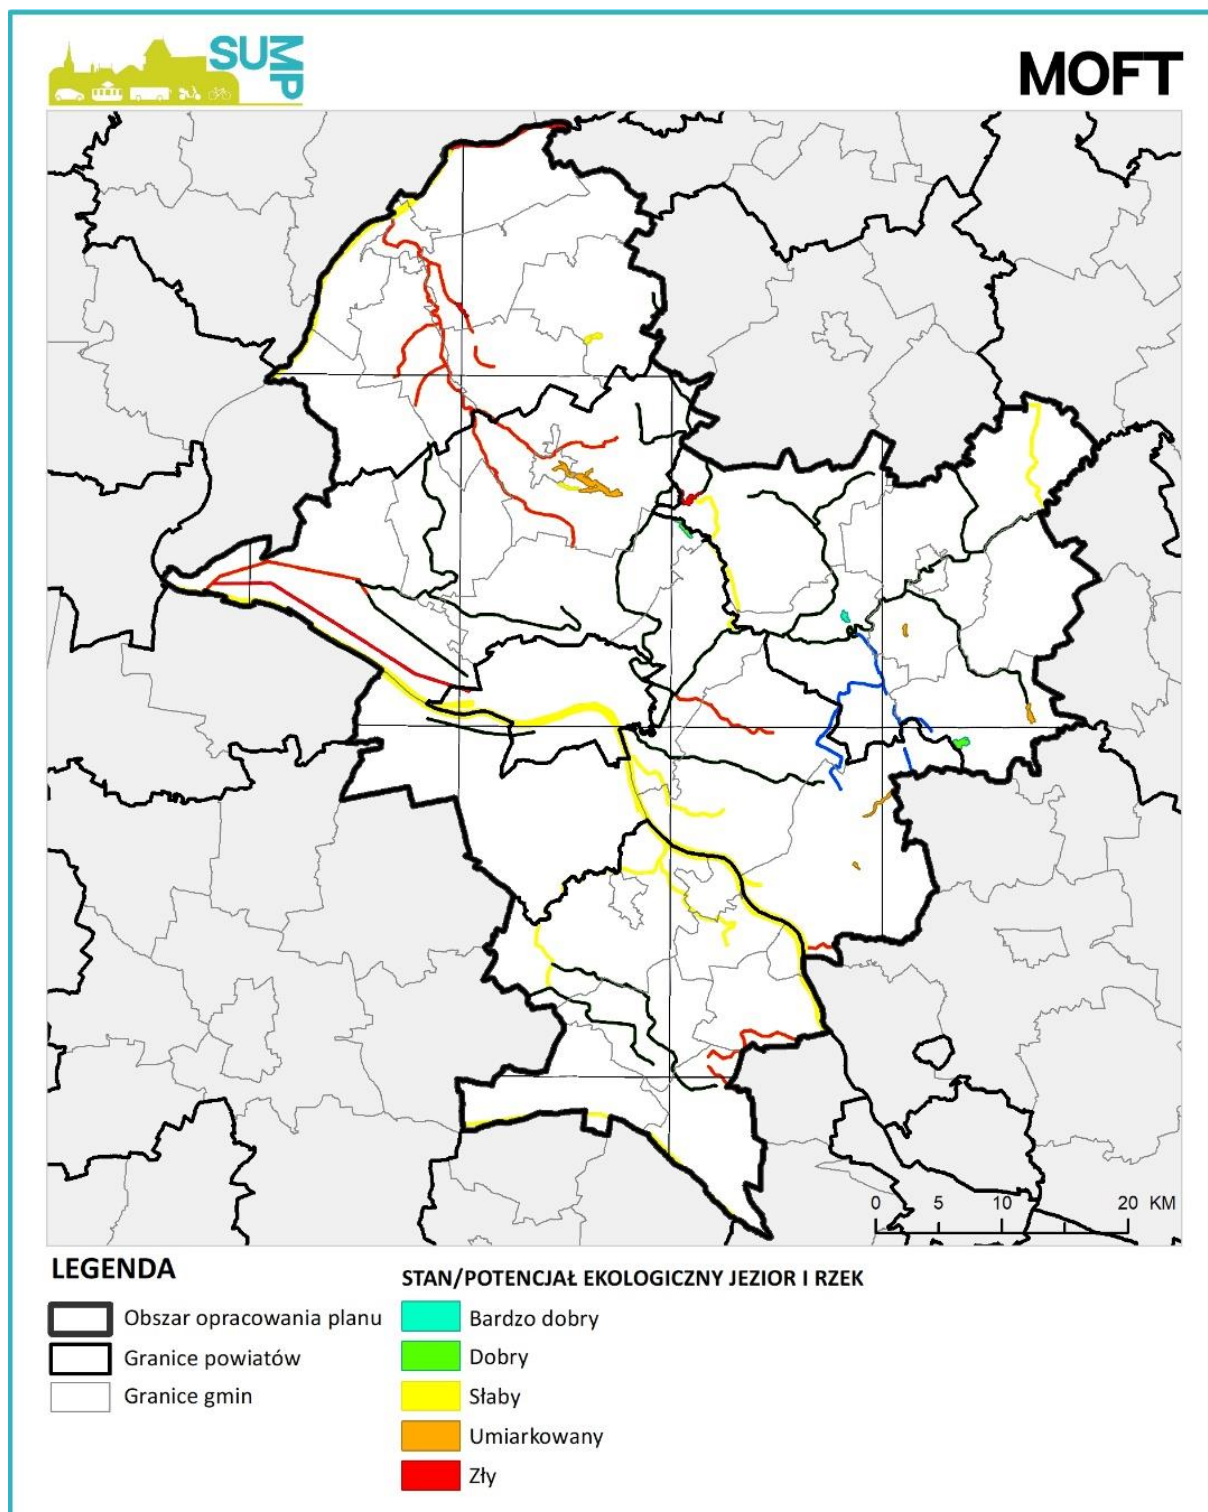 SUMP
MOFT
0 5 10 20 KM
LEGENDA
Obszar opracowania planu
Granice powiatów
Granice gmin
STAN/POTENCJAŁ EKOLOGICZNY JEZIOR I RZEK
Bardzo dobry
Dobry
Słaby
Umiarkowany
Zły